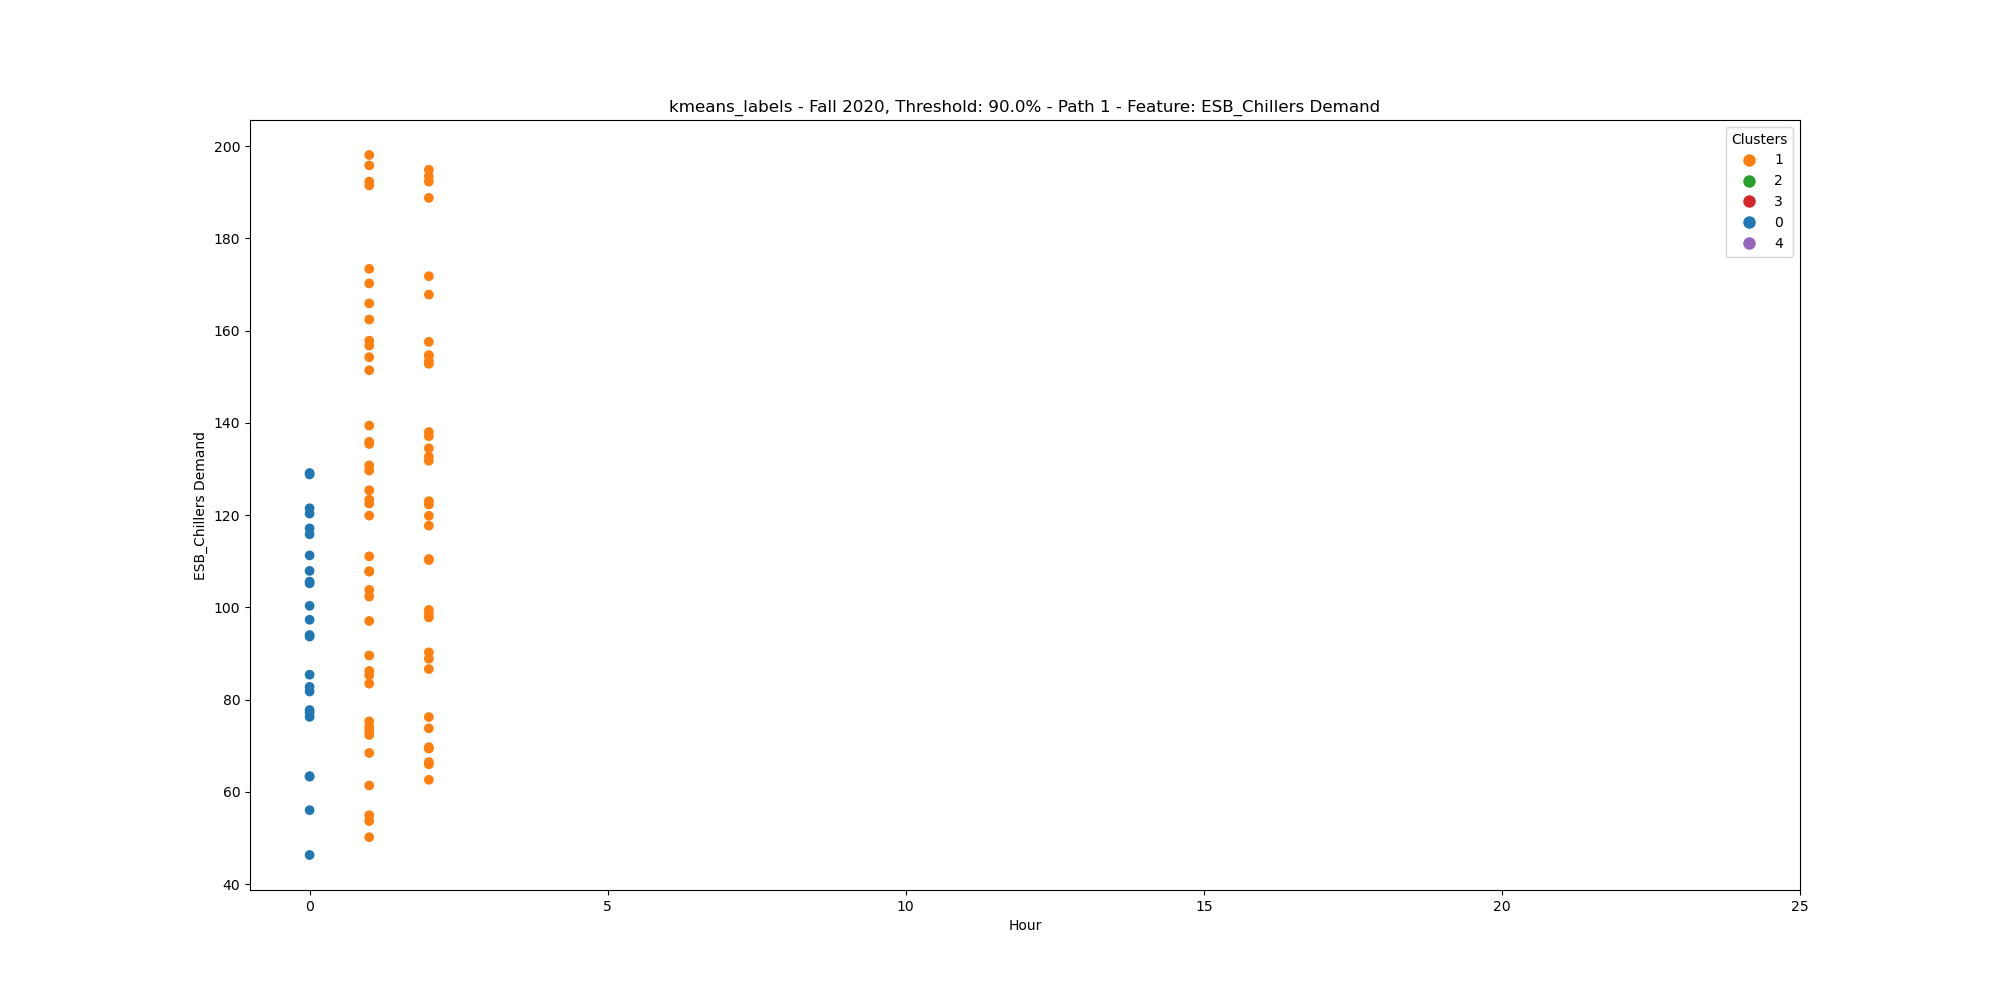 kmeans_labels - Fall 2020, Threshold: 90.0% - Path 1 - Feature: ESB_Chillers Demand
Clusters
1
2
3
0
4
200
180
160
140
120
100
80
60
40
ESB_Chillers Demand
0 5 10 15 20 25
Hour